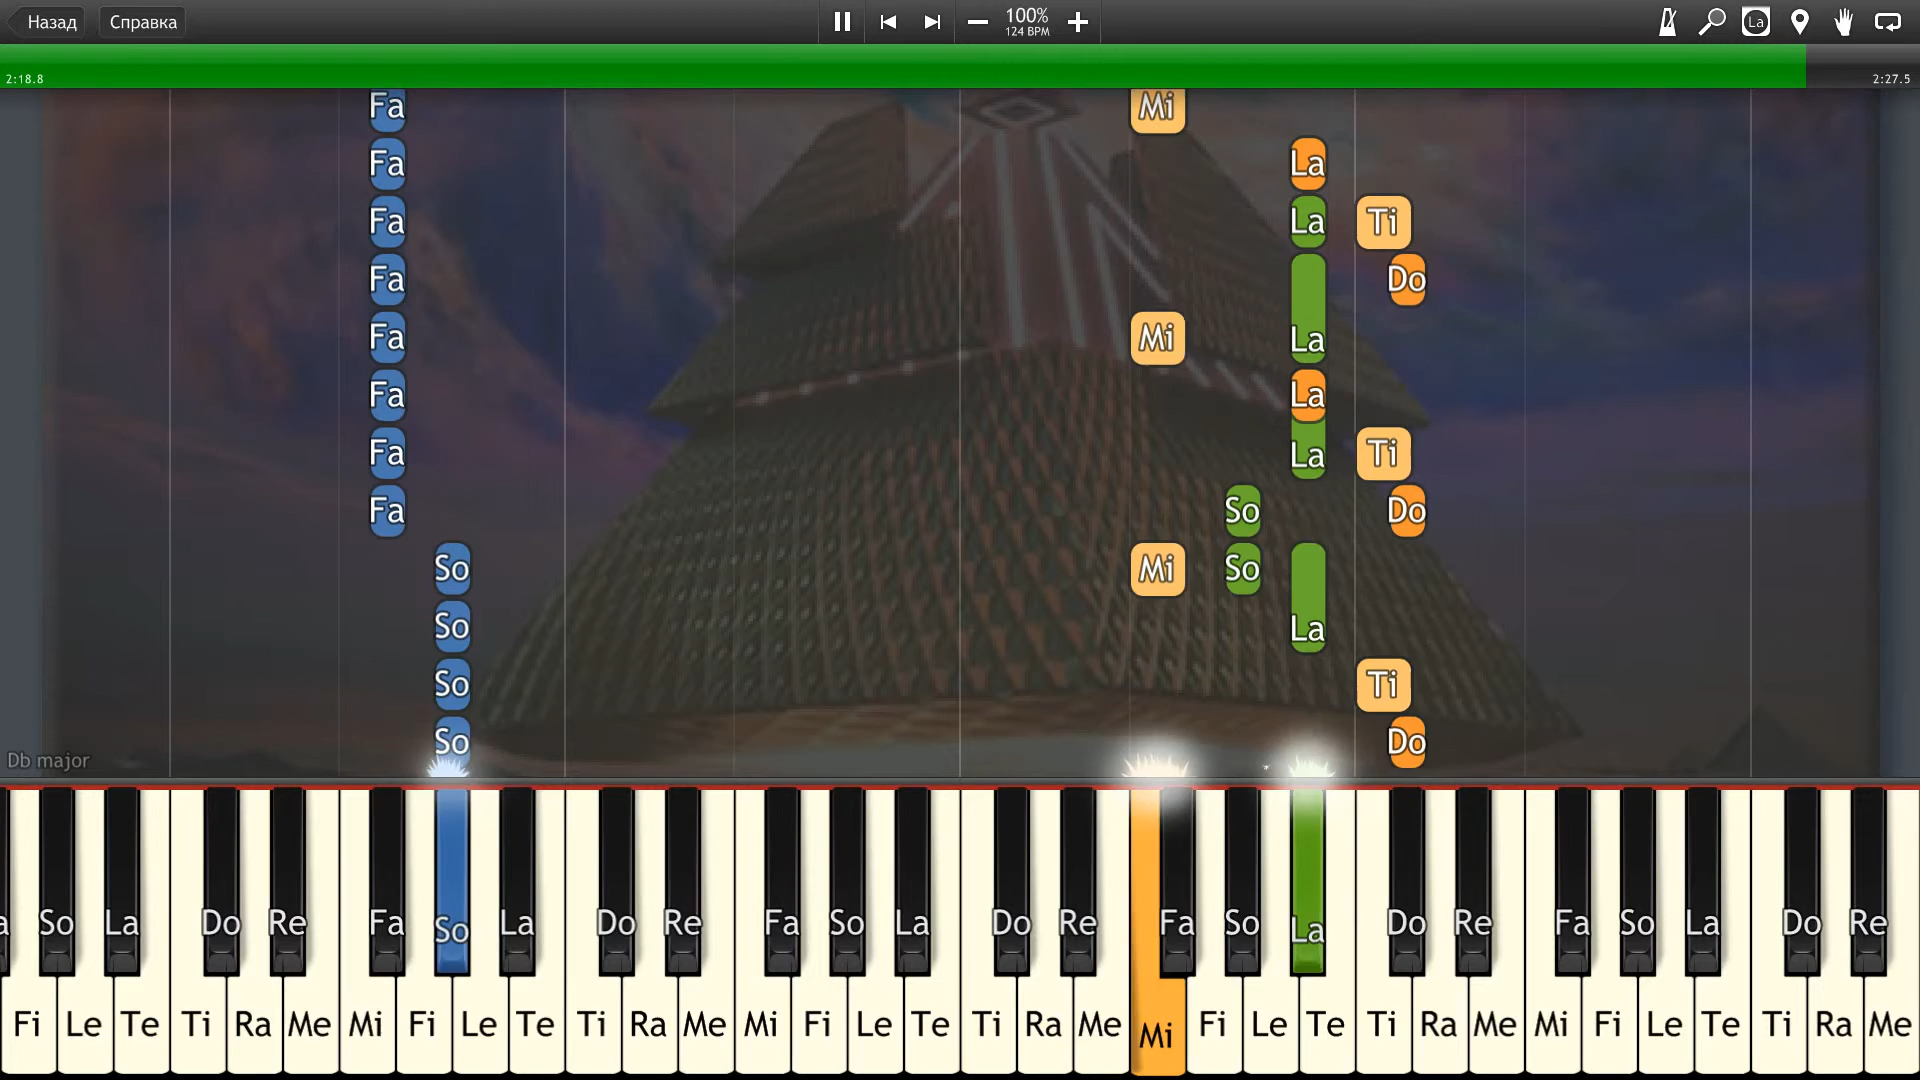 Назад Справка 100% La
124 BPM
2:18.8 2:27.5
Fa Mi
Fa La
Fa La Ti
Fa Do
Fa Mi La
Fa La
Fa La Ti
Fa So Do
So Mi So
So La
So Ti
So Do
Db major
So La Do Re Fa So La Do Re Fa So La Do Re Fa So La Do Re Fa So La Do Re
Fi Le Te Ti Ra Me Mi Fi Le Te Ti Ra Me Mi Fi Le Te Ti Ra Me Mi Fi Le Te Ti Ra Me Mi Fi Le Te Ti Ra Me